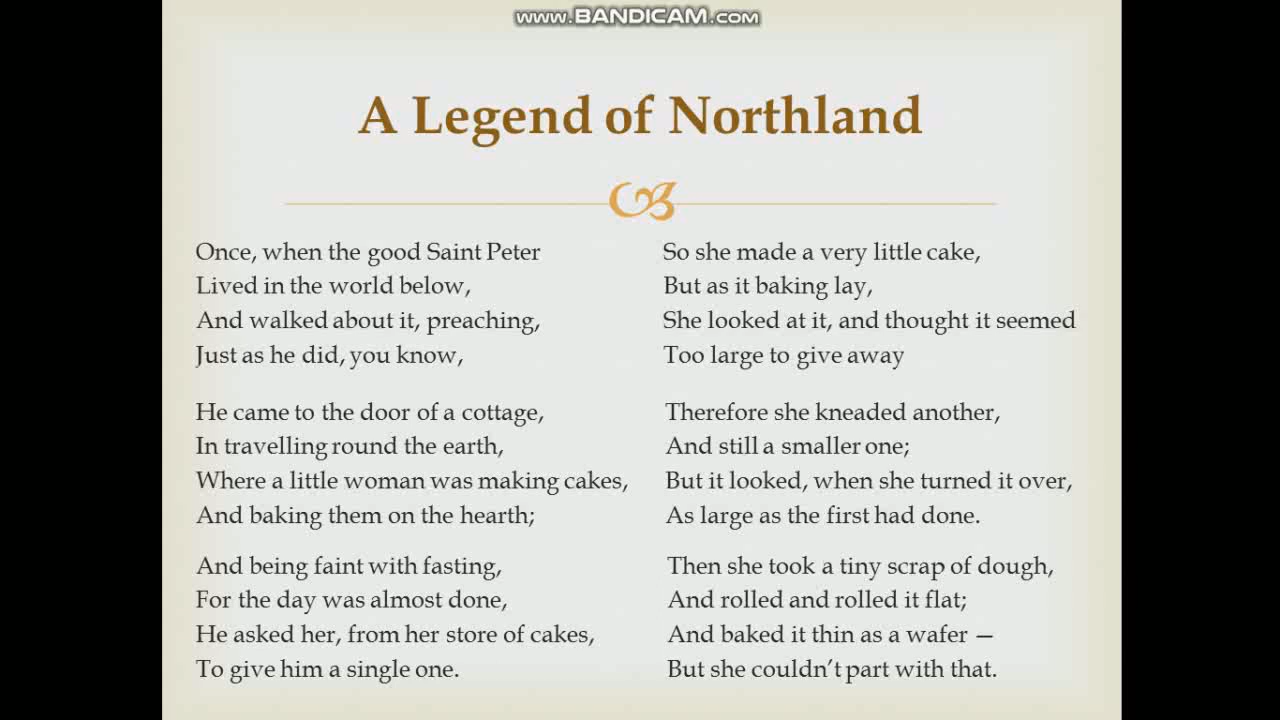 www.BANDICAM.com
A Legend of Northland
Once, when the good Saint Peter
Lived in the world below,
And walked about it, preaching,
Just as he did, you know,
He came to the door of a cottage,
In travelling round the earth,
Where a little woman was making cakes,
And baking them on the hearth;
And being faint with fasting,
For the day was almost done,
He asked her, from her store of cakes,
To give him a single one.
So she made a very little cake,
But as it baking lay,
She looked at it, and thought it seemed
Too large to give away
Therefore she kneaded another,
And still a smaller one;
But it looked, when she turned it over,
As large as the first had done.
Then she took a tiny scrap of dough,
And rolled and rolled it flat;
And baked it thin as a wafer —
But she couldn’t part with that.